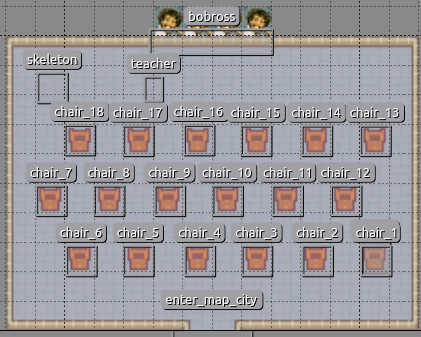 bobross
skeleton
teacher
chair_18 chair_17 chair_16 chair_15 chair_14 chair_13
chair_7 chair_8 chair_9 chair_10 chair_11 chair_12
chair_6 chair_5 chair_4 chair_3 chair_2 chair_1
enter_map_city